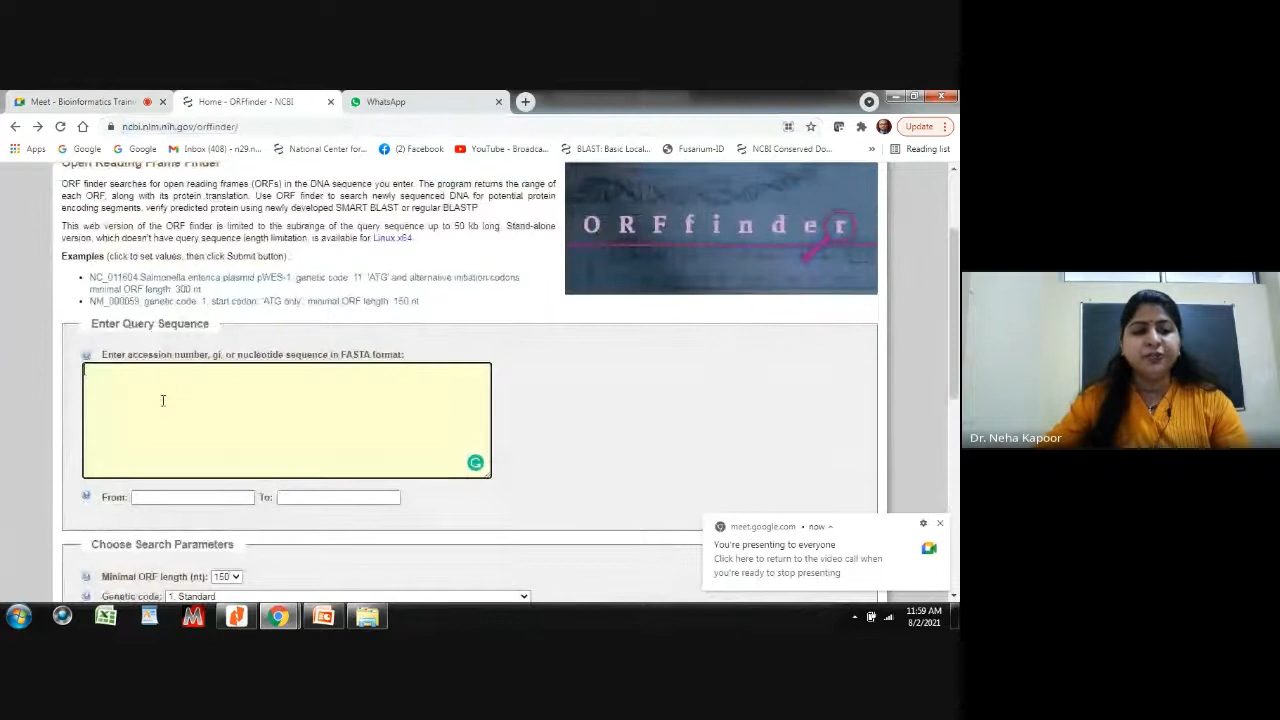 Meet - Bioinformatics Traini
Home - ORFfinder - NCBI
WhatsApp
ncbi.nlm.nih.gov/orffinder/
Update
Apps
Google
Google
Inbox (408) - n29.n...
National Center for...
(2) Facebook
YouTube - Broadca...
BLAST: Basic Local...
Fusarium-ID
NCBI Conserved Do...
»
Reading list
Open Reading Frame Finder
ORF finder searches for open reading frames (ORFs) in the DNA sequence you enter. The program returns the range of
each ORF, along with its protein translation. Use ORF finder to search newly sequenced DNA for potential protein
encoding segments, verify predicted protein using newly developed SMART BLAST or regular BLASTP.
This web version of the ORF finder is limited to the subrange of the query sequence up to 50 kb long. Stand-alone
version, which doesn't have query sequence length limitation, is available for Linux x64.
Examples (click to set values, then click Submit button) :
NC_011604 Salmonella enterica plasmid pWES-1; genetic code: 11; 'ATG' and alternative initiation codons;
minimal ORF length: 300 nt
NM_000059; genetic code: 1; start codon: 'ATG only'; minimal ORF length: 150 nt
ORFfinder
Enter Query Sequence
Enter accession number, gi, or nucleotide sequence in FASTA format:
From:
To:
Choose Search Parameters
Minimal ORF length (nt): 150
Genetic code: 1. Standard
meet.google.com • now
You're presenting to everyone
Click here to return to the video call when
you're ready to stop presenting
11:59 AM
8/2/2021
Dr. Neha Kapoor